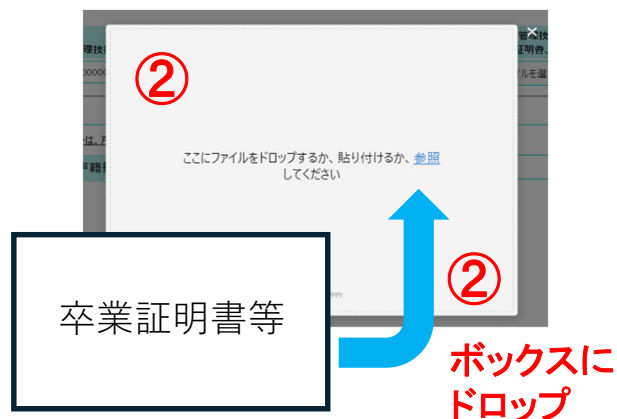 ②
ここにファイルをドロップするか、貼り付けるか、参照
してください
卒業証明書等
②
ボックスに
ドロップ